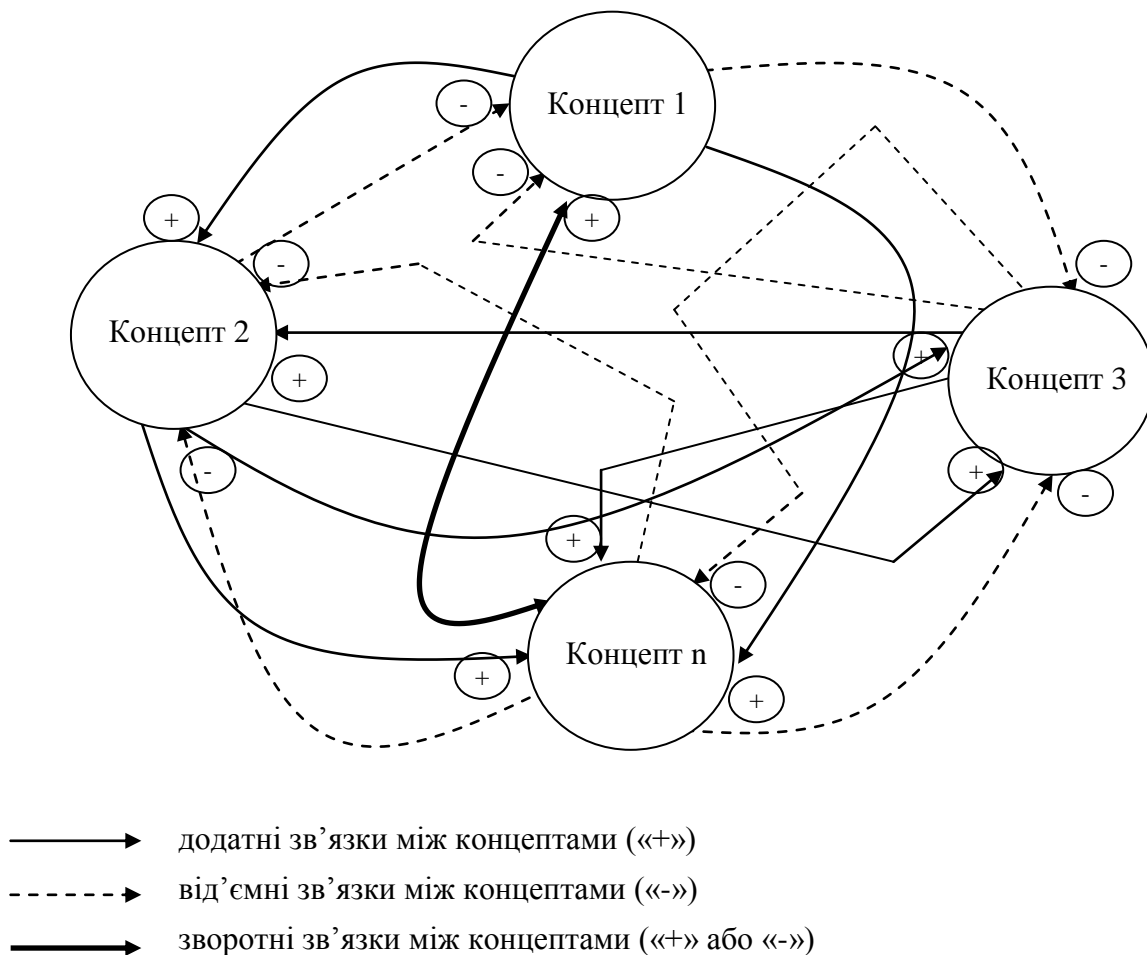 Концепт 1
-
-
+
+
-
-
Концепт 2
+
Концепт 3
+
-
+
-
+
-
Концепт n
+
+
додатні зв’язки між концептами («+»)
від’ємні зв’язки між концептами («-»)
зворотні зв’язки між концептами («+» або «-»)